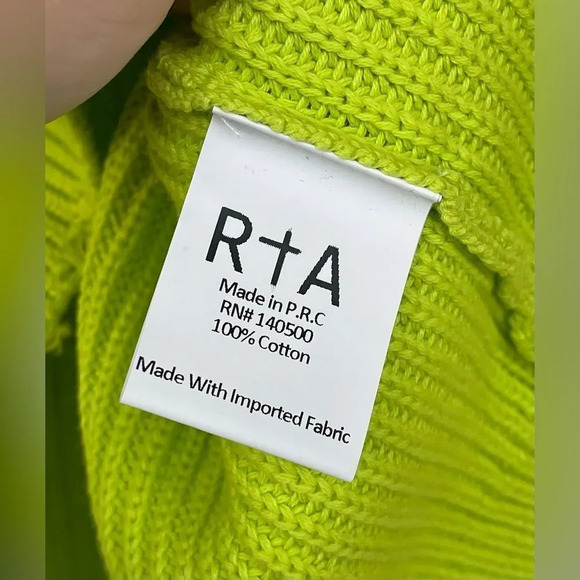 R†A
Made in P.R.C
RN# 140500
100% Cotton
Made With Imported Fabric